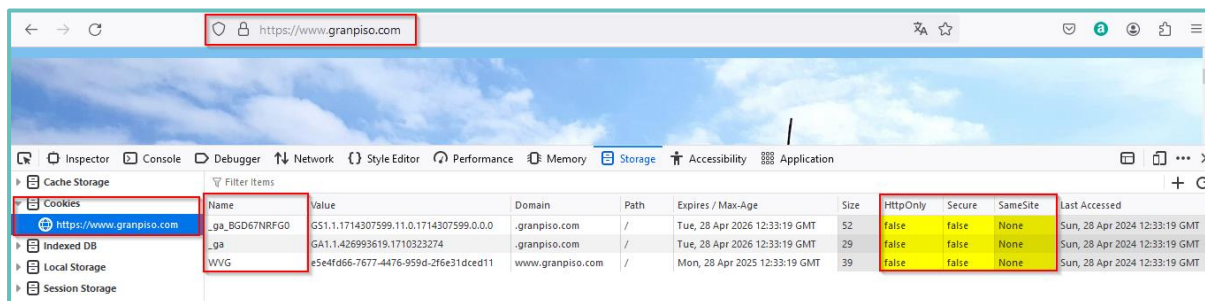 https://www.granpiso.com
Inspector Console Debugger Network Style Editor Performance Memory Storage Accessibility Application
Cache Storage
Filter Items
Cookies
https://www.granpiso.com
Indexed DB
Local Storage
Session Storage
Name Value Domain Path Expires / Max-Age Size HttpOnly Secure SameSite Last Accessed
_ga_BGD67NRFG0 GS1.1.1714307599.11.0.1714307599.0.0.0 .granpiso.com / Tue, 28 Apr 2026 12:33:19 GMT 52 false false None Sun, 28 Apr 2024 12:33:19 GMT
_ga GA1.1.426993619.1710323274 .granpiso.com / Tue, 28 Apr 2026 12:33:19 GMT 29 false false None Sun, 28 Apr 2024 12:33:19 GMT
WVG e5e4fd66-7677-4476-959d-2f6e31dced11 www.granpiso.com / Mon, 28 Apr 2025 12:33:19 GMT 39 false false None Sun, 28 Apr 2024 12:33:19 GMT